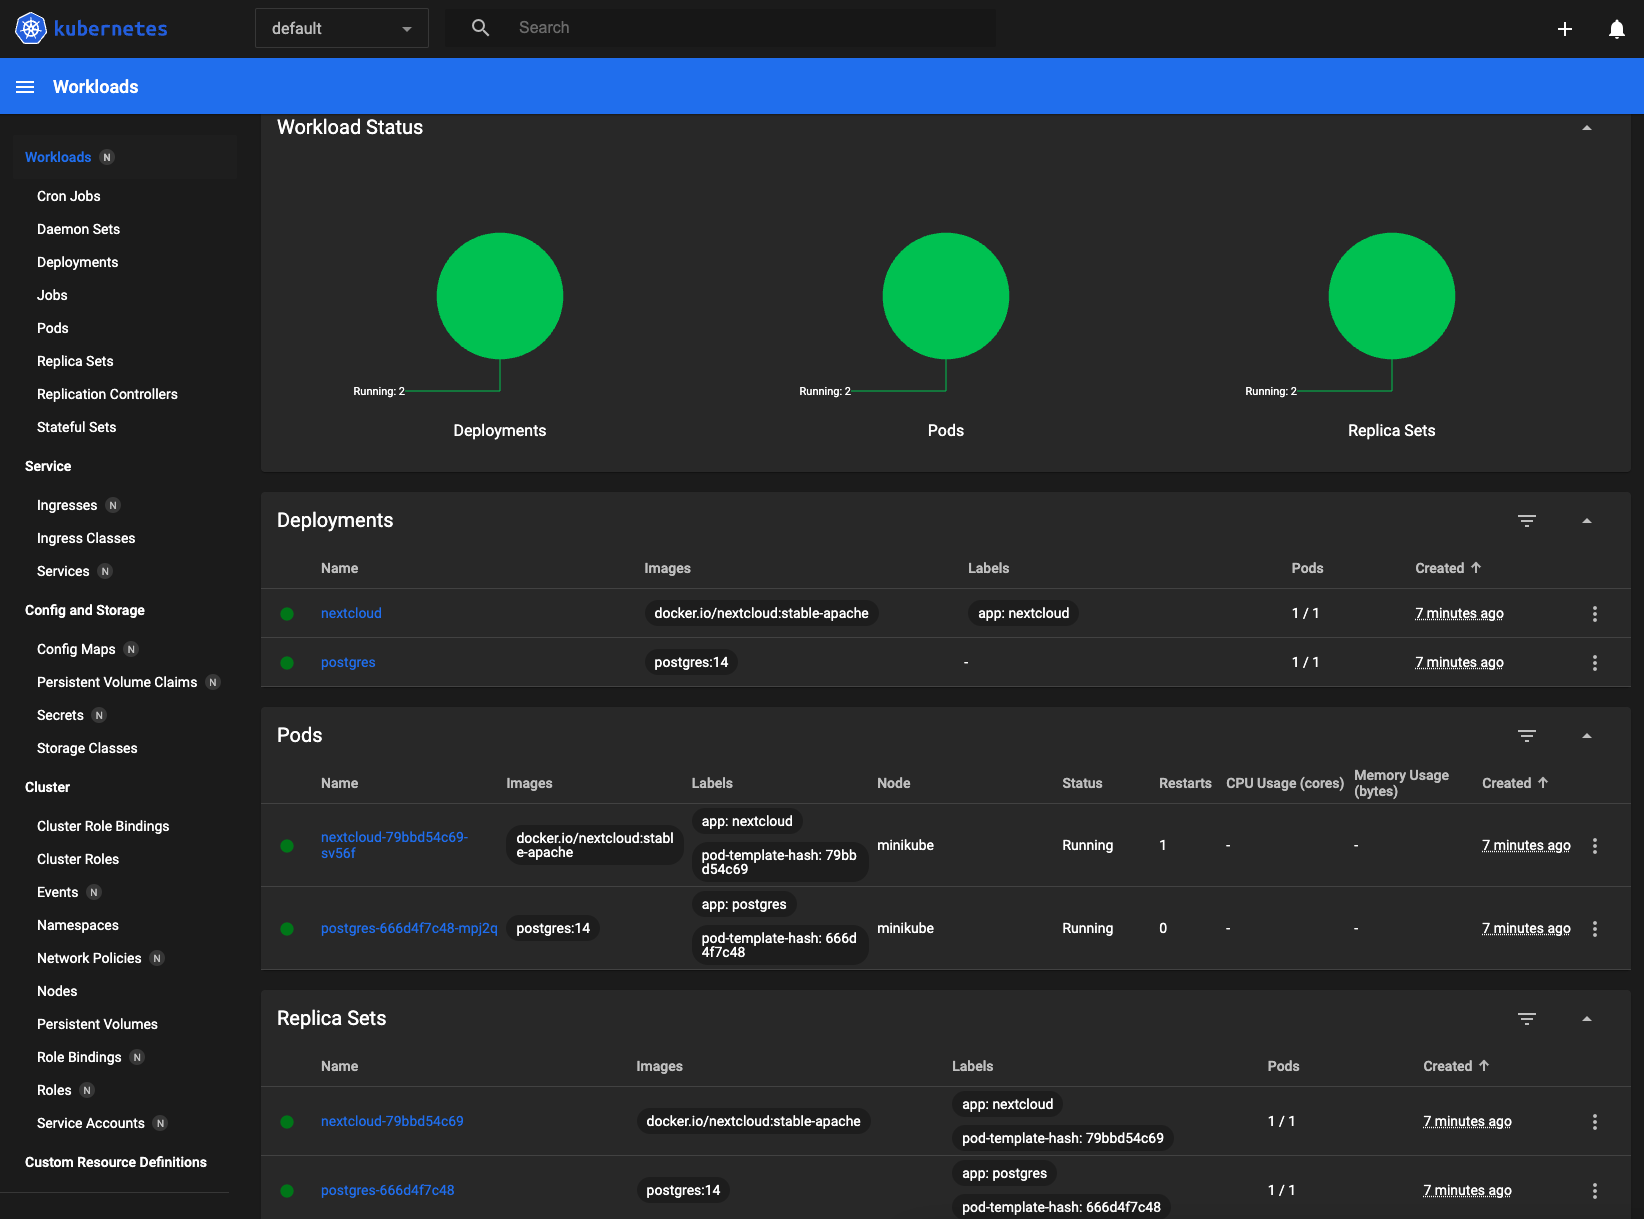 kubernetes
default
Search
Workloads
Workloads N
Cron Jobs
Daemon Sets
Deployments
Jobs
Pods
Replica Sets
Replication Controllers
Stateful Sets
Service
Ingresses N
Ingress Classes
Services N
Config and Storage
Config Maps N
Persistent Volume Claims N
Secrets N
Storage Classes
Cluster
Cluster Role Bindings
Cluster Roles
Events N
Namespaces
Network Policies N
Nodes
Persistent Volumes
Role Bindings N
Roles N
Service Accounts N
Custom Resource Definitions
Workload Status
Running: 2
Deployments
Running: 2
Pods
Running: 2
Replica Sets
Deployments
Name Images Labels Pods Created
nextcloud docker.io/nextcloud:stable-apache app: nextcloud 1 / 1 7 minutes ago
postgres postgres:14 - 1 / 1 7 minutes ago
Pods
Name Images Labels Node Status Restarts CPU Usage (cores) Memory Usage
(bytes) Created
nextcloud-79bbd54c69-
sv56f
docker.io/nextcloud:stabl
e-apache
app: nextcloud
pod-template-hash: 79bb
d54c69
minikube Running 1 - - 7 minutes ago
postgres-666d4f7c48-mpj2q postgres:14
app: postgres
pod-template-hash: 666d
4f7c48
minikube Running 0 - - 7 minutes ago
Replica Sets
Name Images Labels Pods Created
nextcloud-79bbd54c69 docker.io/nextcloud:stable-apache
app: nextcloud
pod-template-hash: 79bbd54c69
1 / 1 7 minutes ago
postgres-666d4f7c48 postgres:14
app: postgres
pod-template-hash: 666d4f7c48
1 / 1 7 minutes ago